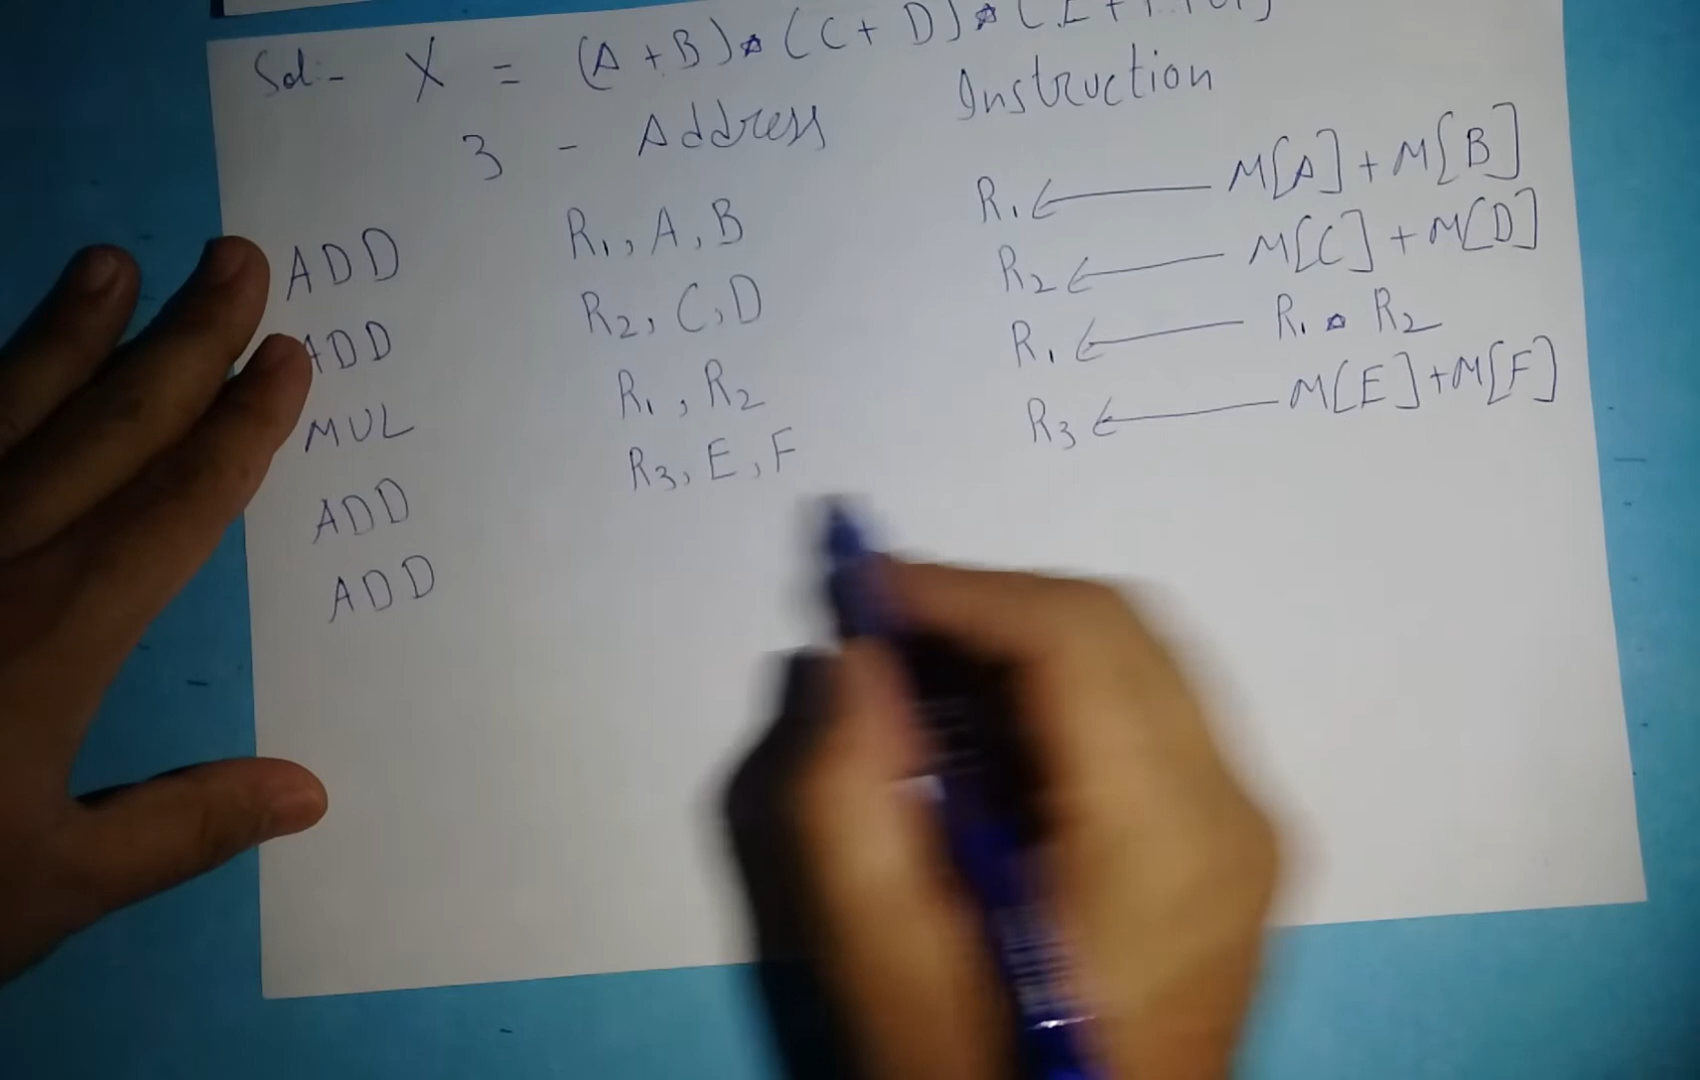 Sol:- X = (A + B) * (C + D) * (E +
3 - Address Instruction
ADD R1, A, B R1 ← M[A] + M[B]
ADD R2, C, D R2 ← M[C] + M[D]
MUL R1, R2 R1 ← R1 * R2
ADD R3, E, F R3 ← M[E] + M[F]
ADD